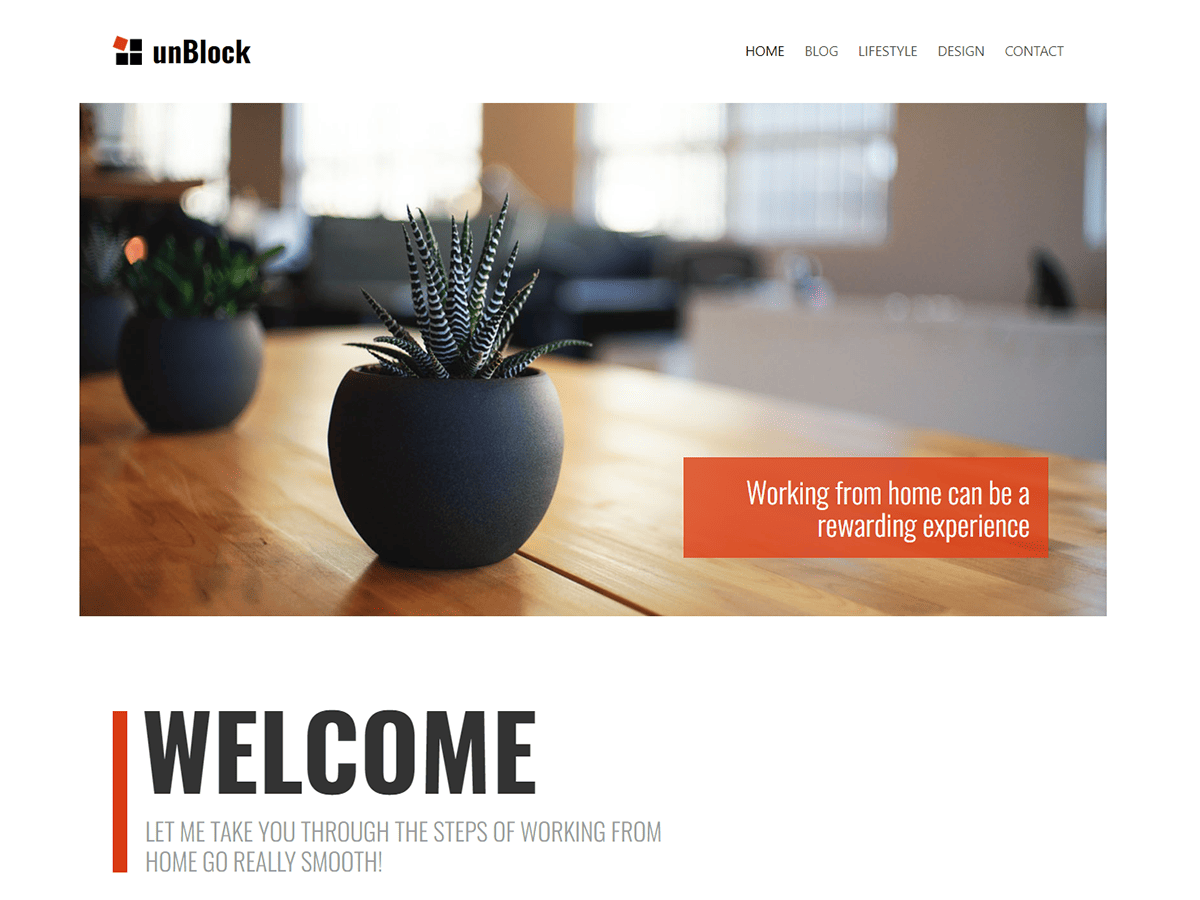 unBlock
HOME BLOG LIFESTYLE DESIGN CONTACT
Working from home can be a
rewarding experience
WELCOME
LET ME TAKE YOU THROUGH THE STEPS OF WORKING FROM
HOME GO REALLY SMOOTH!